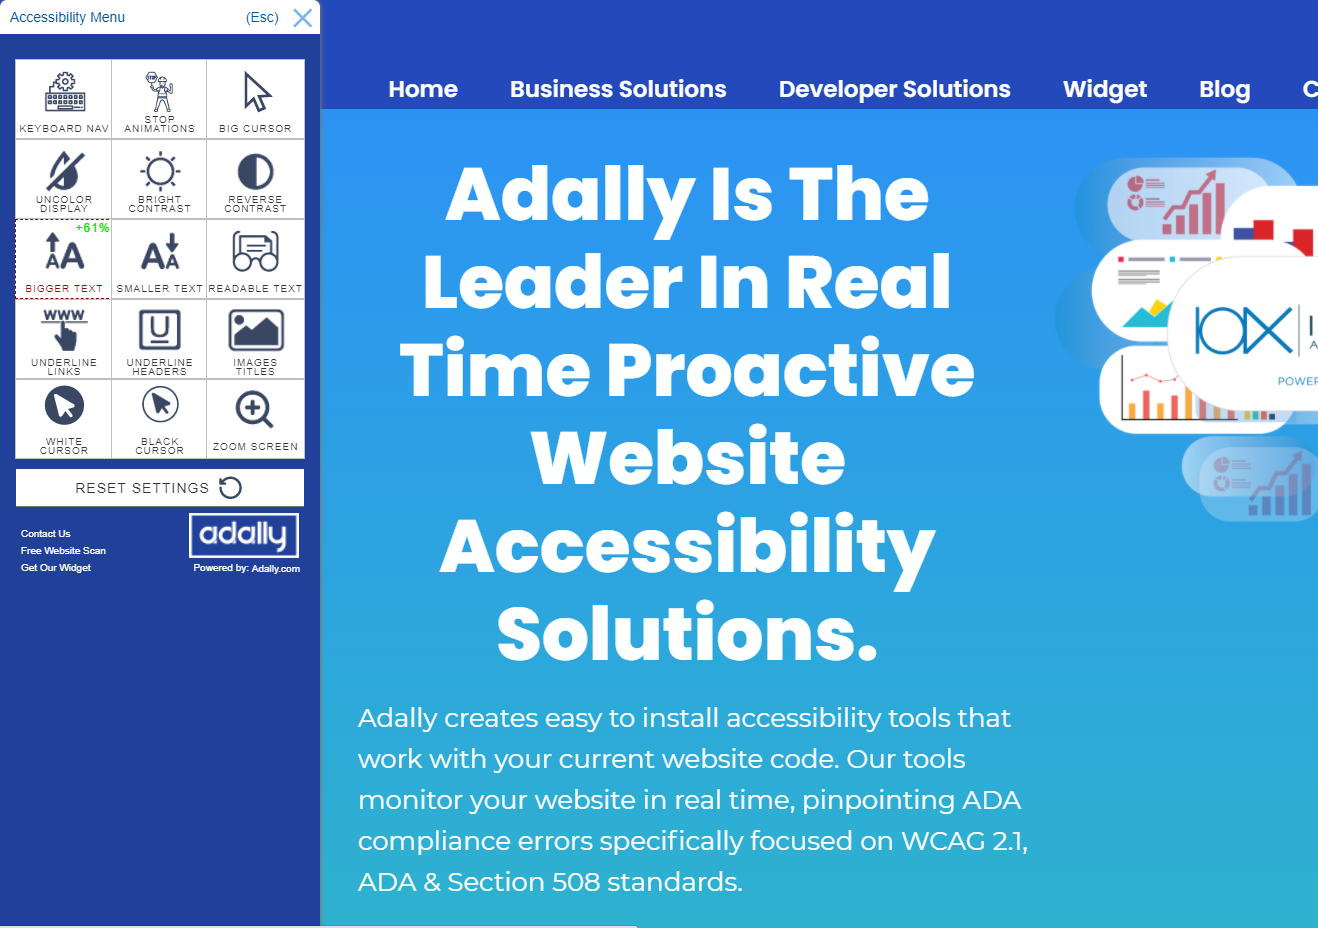 Accessibility Menu (Esc)
Home Business Solutions Developer Solutions Widget Blog C
KEYBOARD NAV
STOP
STOP
ANIMATIONS
BIG CURSOR
UNCOLOR
DISPLAY
BRIGHT
CONTRAST
REVERSE
CONTRAST
+61%
A A
BIGGER TEXT
A A
SMALLER TEXT
READABLE TEXT
WWW
UNDERLINE
LINKS
U
UNDERLINE
HEADERS
IMAGES
TITLES
WHITE
CURSOR
BLACK
CURSOR
ZOOM SCREEN
RESET SETTINGS
Contact Us
Free Website Scan
Get Our Widget
adally
Powered by: Adally.com
Adally Is The
Leader In Real
Time Proactive
Website
Accessibility
Solutions.
Adally creates easy to install accessibility tools that
work with your current website code. Our tools
monitor your website in real time, pinpointing ADA
compliance errors specifically focused on WCAG 2.1,
ADA & Section 508 standards.
IOX
POWE